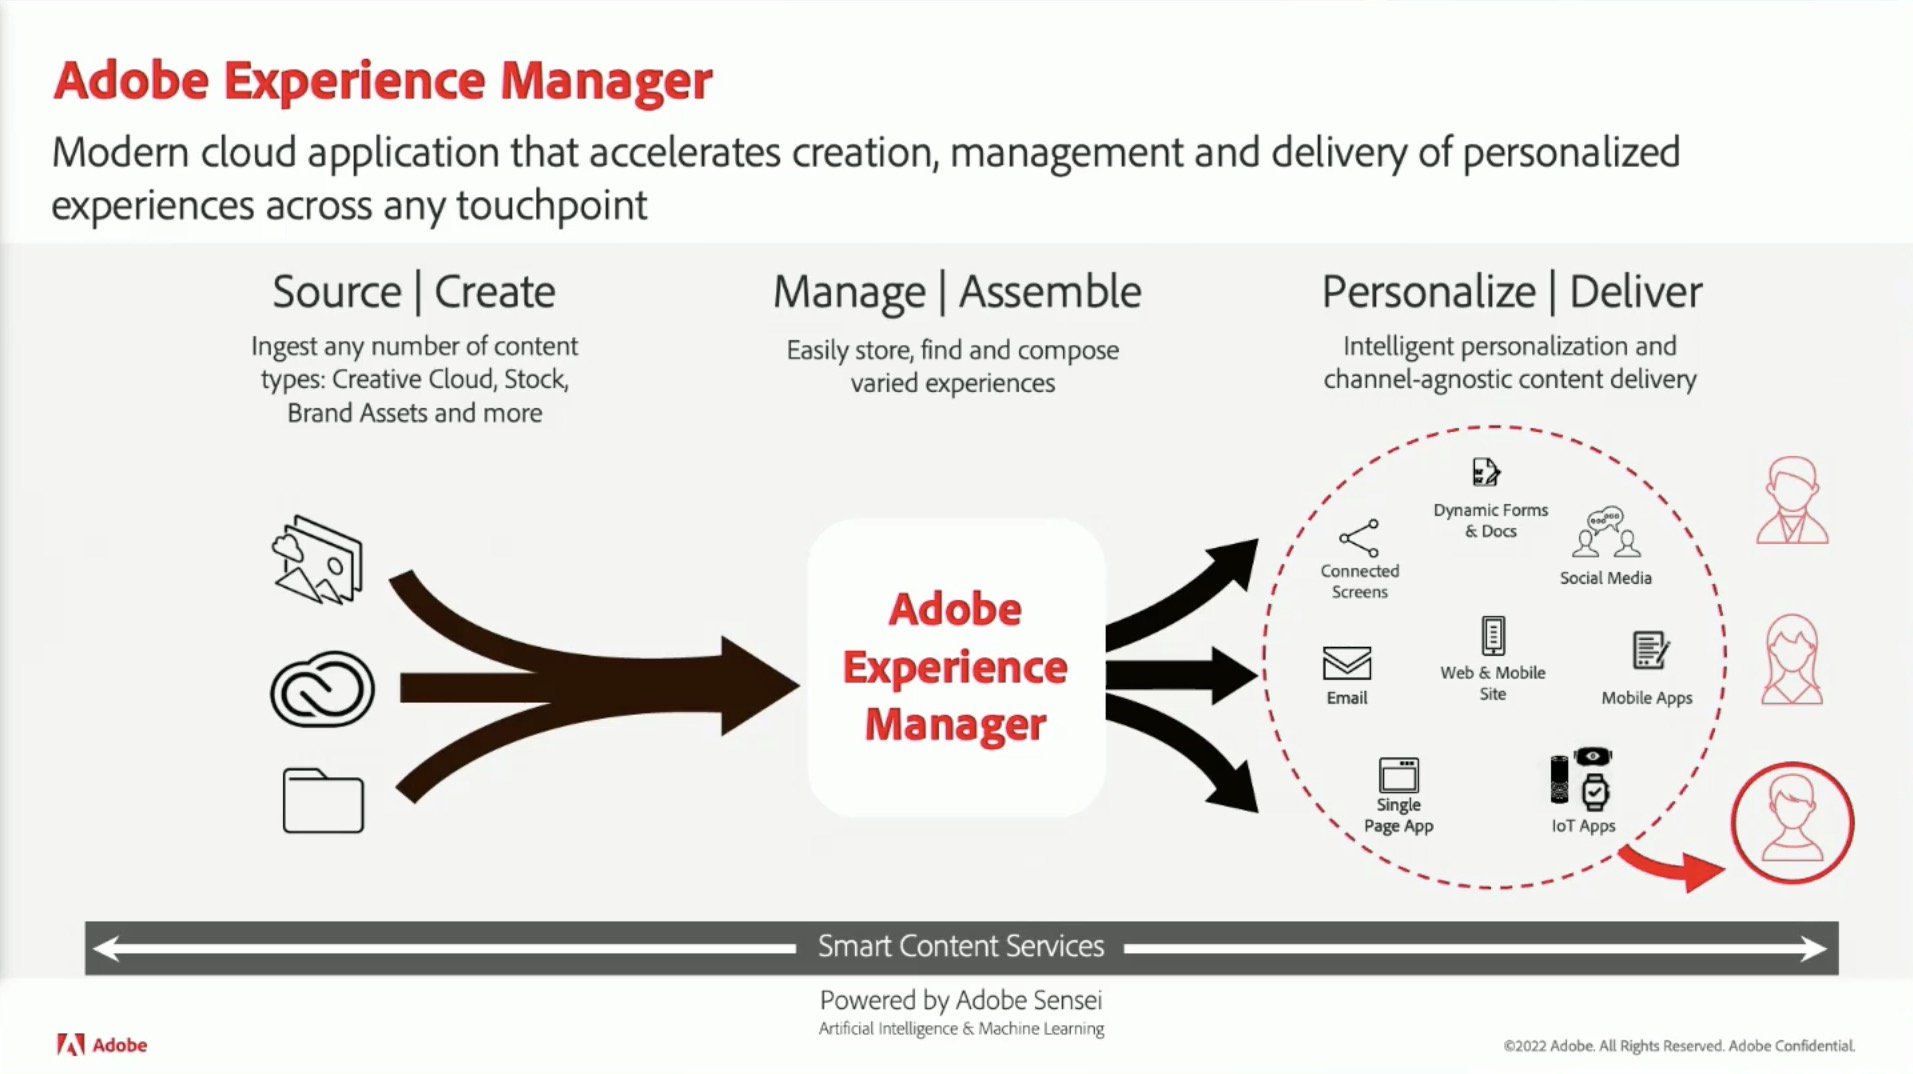 Adobe Experience Manager
Modern cloud application that accelerates creation, management and delivery of personalized
experiences across any touchpoint
Source | Create
Ingest any number of content
types: Creative Cloud, Stock,
Brand Assets and more
Manage | Assemble
Easily store, find and compose
varied experiences
Personalize | Deliver
Intelligent personalization and
channel-agnostic content delivery
Adobe
Experience
Manager
Dynamic Forms
& Docs
Connected
Screens
Social Media
Email
Web & Mobile
Site
Mobile Apps
Single
Page App
IoT Apps
Smart Content Services
Powered by Adobe Sensei
Artificial Intelligence & Machine Learning
Adobe
©2022 Adobe. All Rights Reserved. Adobe Confidential.